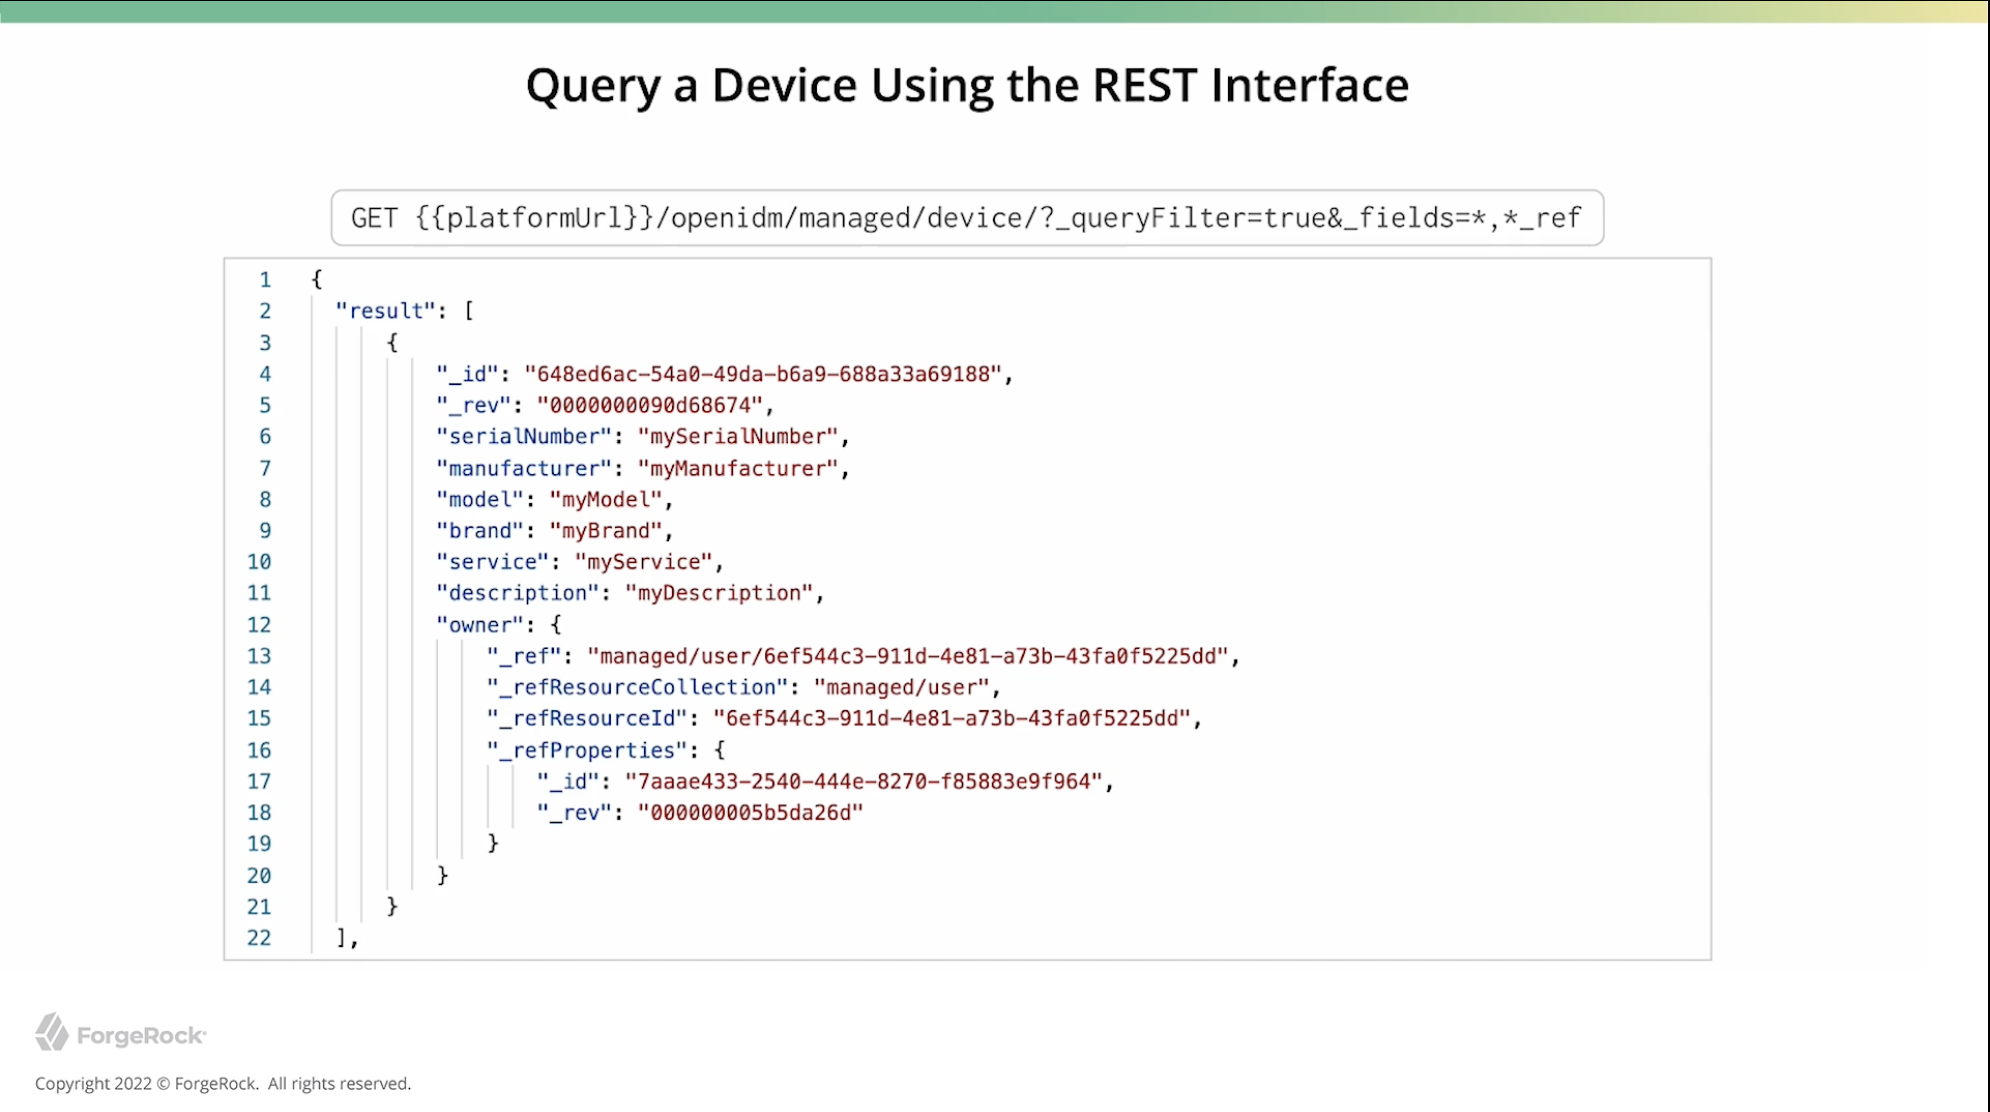 Query a Device Using the REST Interface
GET {{platformUrl}}/openidm/managed/device/?_queryFilter=true&_fields=*,*_ref
1 {
2 "result": [
3 {
4 "_id": "648ed6ac-54a0-49da-b6a9-688a33a69188",
5 "_rev": "0000000090d68674",
6 "serialNumber": "mySerialNumber",
7 "manufacturer": "myManufacturer",
8 "model": "myModel",
9 "brand": "myBrand",
10 "service": "myService",
11 "description": "myDescription",
12 "owner": {
13 "_ref": "managed/user/6ef544c3-911d-4e81-a73b-43fa0f5225dd",
14 "_refResourceCollection": "managed/user",
15 "_refResourceId": "6ef544c3-911d-4e81-a73b-43fa0f5225dd",
16 "_refProperties": {
17 "_id": "7aaae433-2540-444e-8270-f85883e9f964",
18 "_rev": "000000005b5da26d"
19 }
20 }
21 }
22 ],
ForgeRock
Copyright 2022 © ForgeRock. All rights reserved.